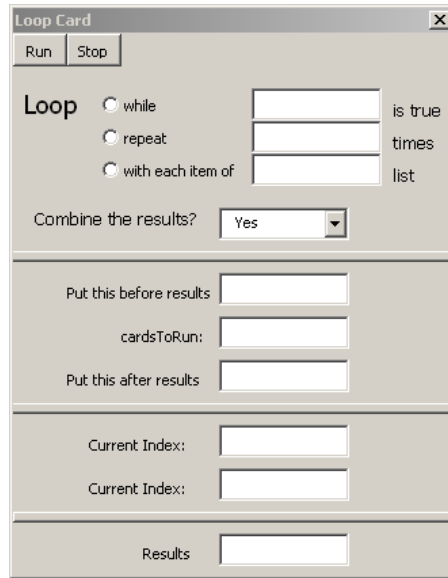 Loop Card
Run Stop
Loop while is true
repeat times
with each item of list
Combine the results? Yes
Put this before results
cardsToRun:
Put this after results
Current Index:
Current Index:
Results